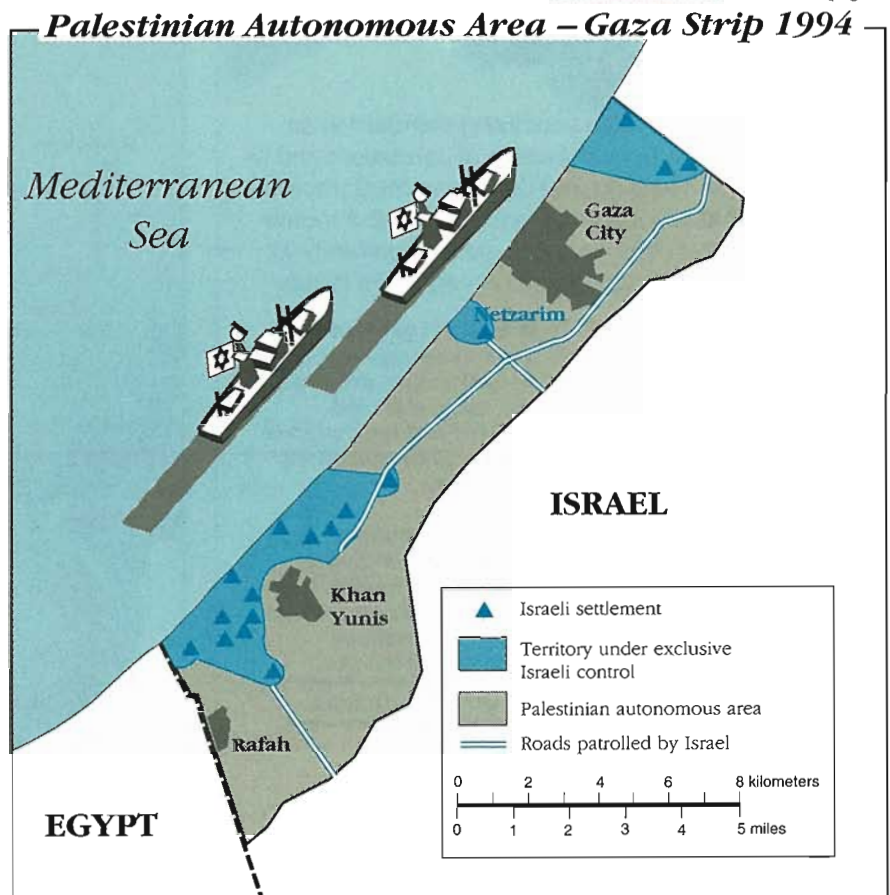 Palestinian Autonomous Area – Gaza Strip 1994
Mediterranean
Sea
Gaza
City
Netzarim
ISRAEL
Khan
Yunis
Rafah
EGYPT
Israeli settlement
Territory under exclusive
Israeli control
Palestinian autonomous area
Roads patrolled by Israel
0 2 4 6 8 kilometers
0 1 2 3 4 5 miles